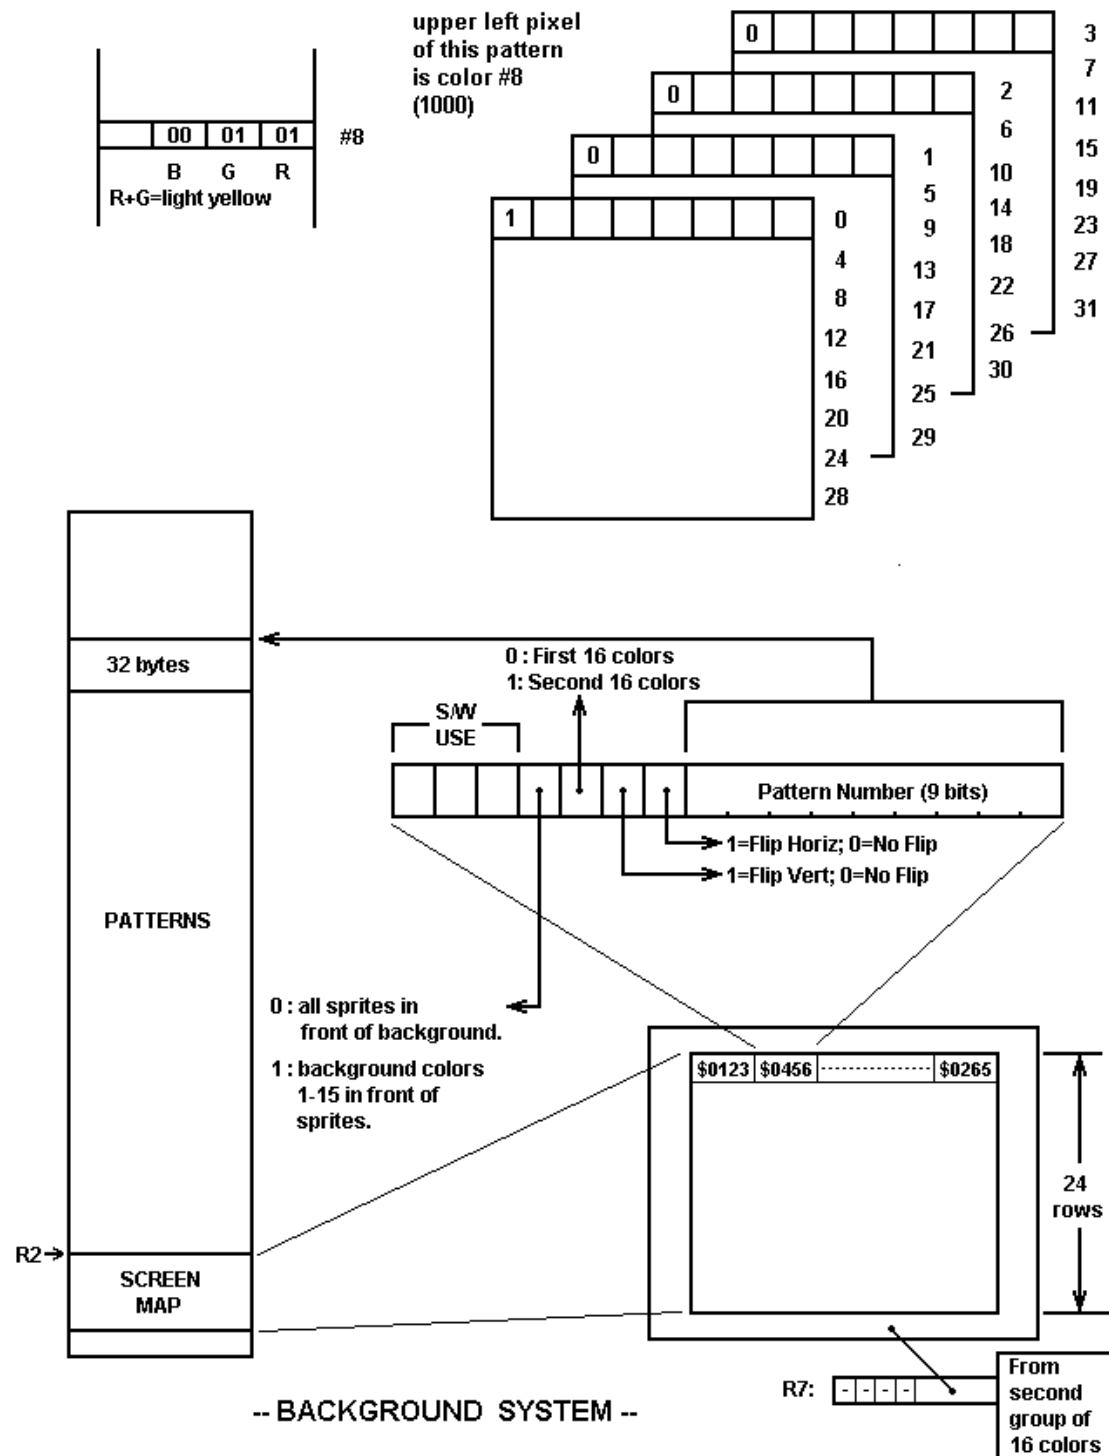 upper left pixel
of this pattern
is color #8
(1000)
00 01 01 #8
B G R
R+G=light yellow
0 3
7
11
15
19
23
27
31
0 2
6
10
14
18
22
26
30
0 1
5
9
13
17
21
25
29
1 0
4
8
12
16
20
24
28
32 bytes
PATTERNS
R2
SCREEN
MAP
0 : First 16 colors
1: Second 16 colors
S/W
USE
Pattern Number (9 bits)
1=Flip Horiz; 0=No Flip
1=Flip Vert; 0=No Flip
0 : all sprites in
front of background.
1 : background colors
1-15 in front of
sprites.
$0123 $0456 -------------- $0265
24
rows
R7: - - - -
From
second
group of
16 colors
-- BACKGROUND SYSTEM --